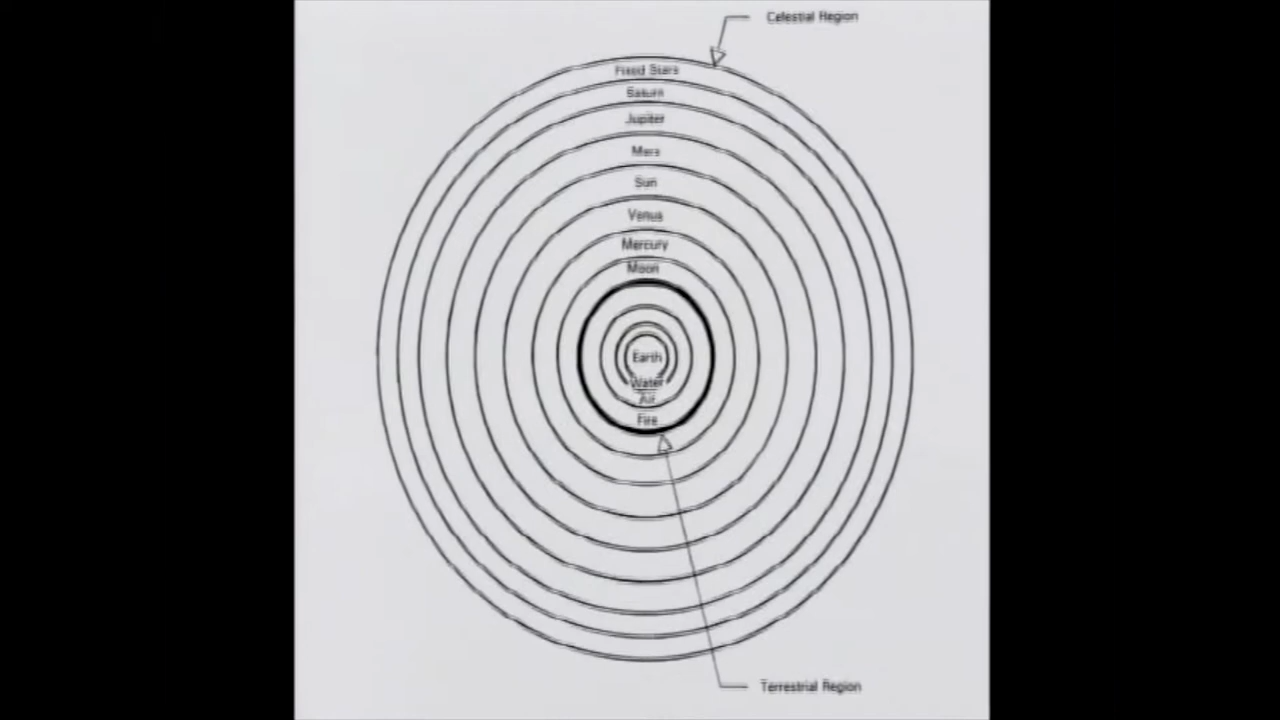 Celestial Region
Fixed Stars
Saturn
Jupiter
Mars
Sun
Venus
Mercury
Moon
Earth
Water
Air
Fire
Terrestrial Region